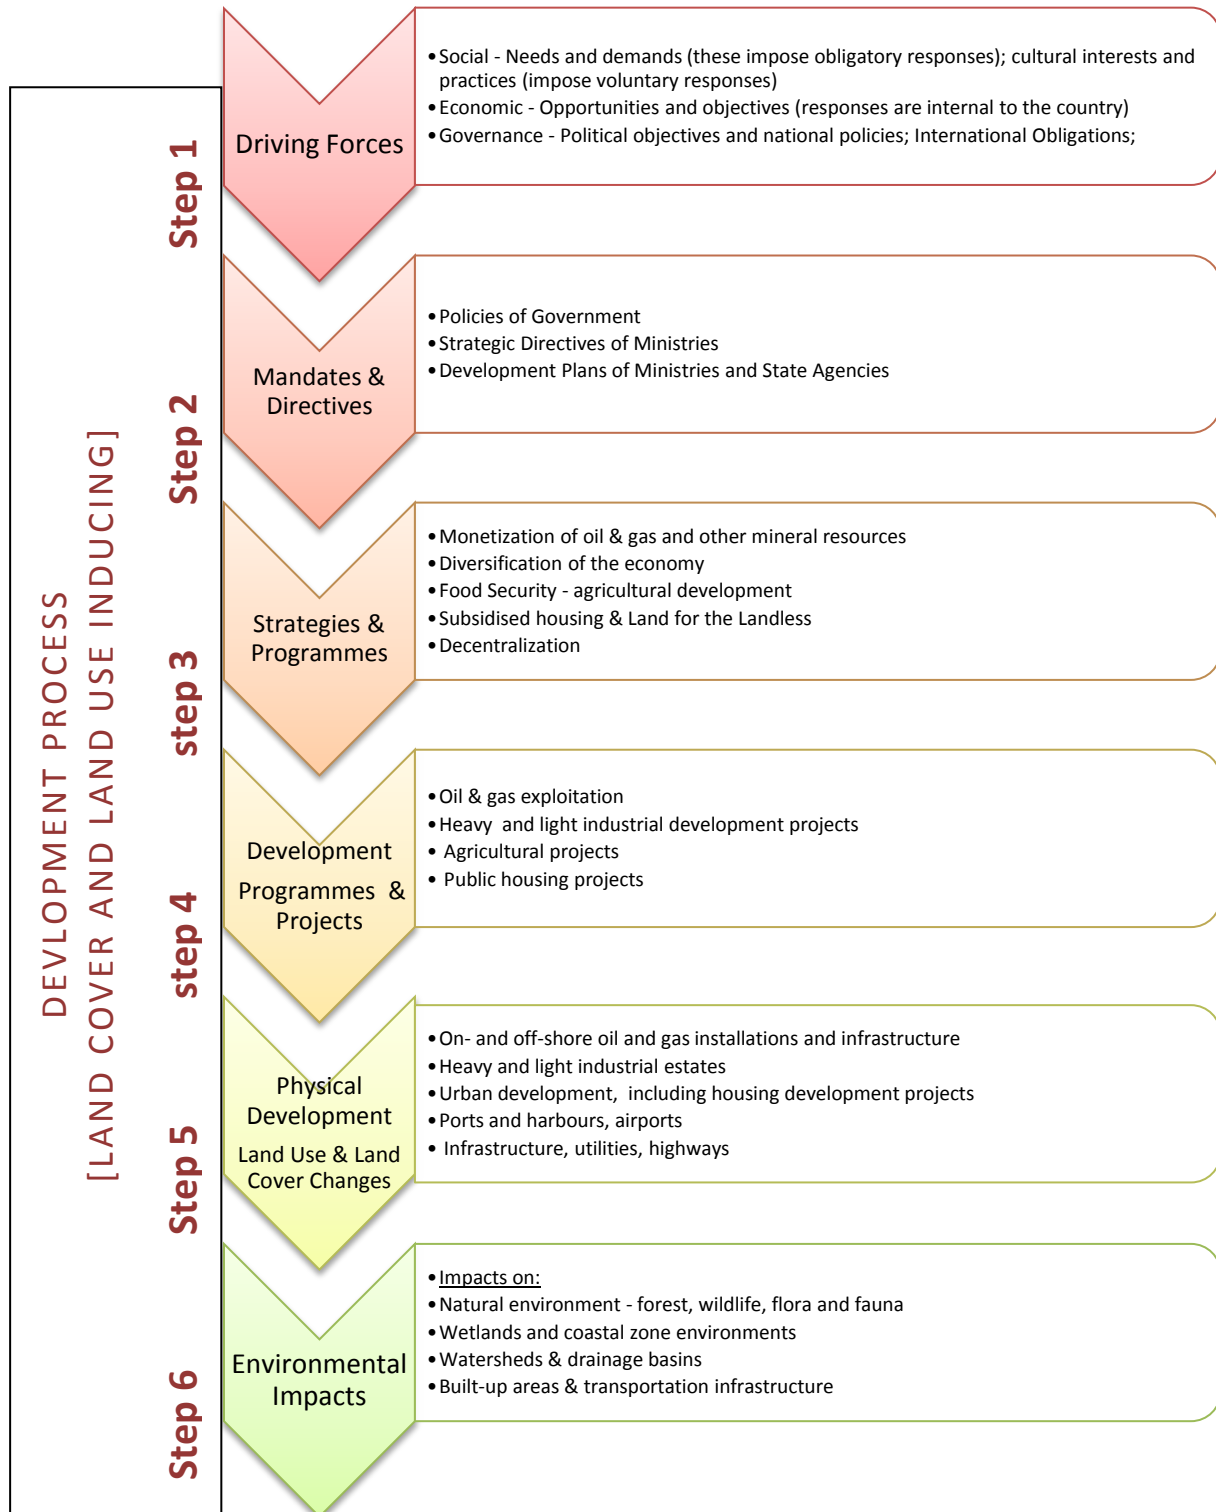 DEVLOPMENT PROCESS
[LAND COVER AND LAND USE INDUCING]
Step 1
Driving Forces
•Social - Needs and demands (these impose obligatory responses); cultural interests and
practices (impose voluntary responses)
•Economic - Opportunities and objectives (responses are internal to the country)
•Governance - Political objectives and national policies; International Obligations;
Step 2
Mandates &
Directives
•Policies of Government
•Strategic Directives of Ministries
•Development Plans of Ministries and State Agencies
step 3
Strategies &
Programmes
•Monetization of oil & gas and other mineral resources
•Diversification of the economy
•Food Security - agricultural development
•Subsidised housing & Land for the Landless
•Decentralization
step 4
Development
Programmes &
Projects
•Oil & gas exploitation
•Heavy and light industrial development projects
• Agricultural projects
• Public housing projects
Step 5
Physical
Development
Land Use & Land
Cover Changes
•On- and off-shore oil and gas installations and infrastructure
•Heavy and light industrial estates
•Urban development, including housing development projects
•Ports and harbours, airports
• Infrastructure, utilities, highways
Step 6
Environmental
Impacts
•Impacts on:
•Natural environment - forest, wildlife, flora and fauna
•Wetlands and coastal zone environments
•Watersheds & drainage basins
•Built-up areas & transportation infrastructure